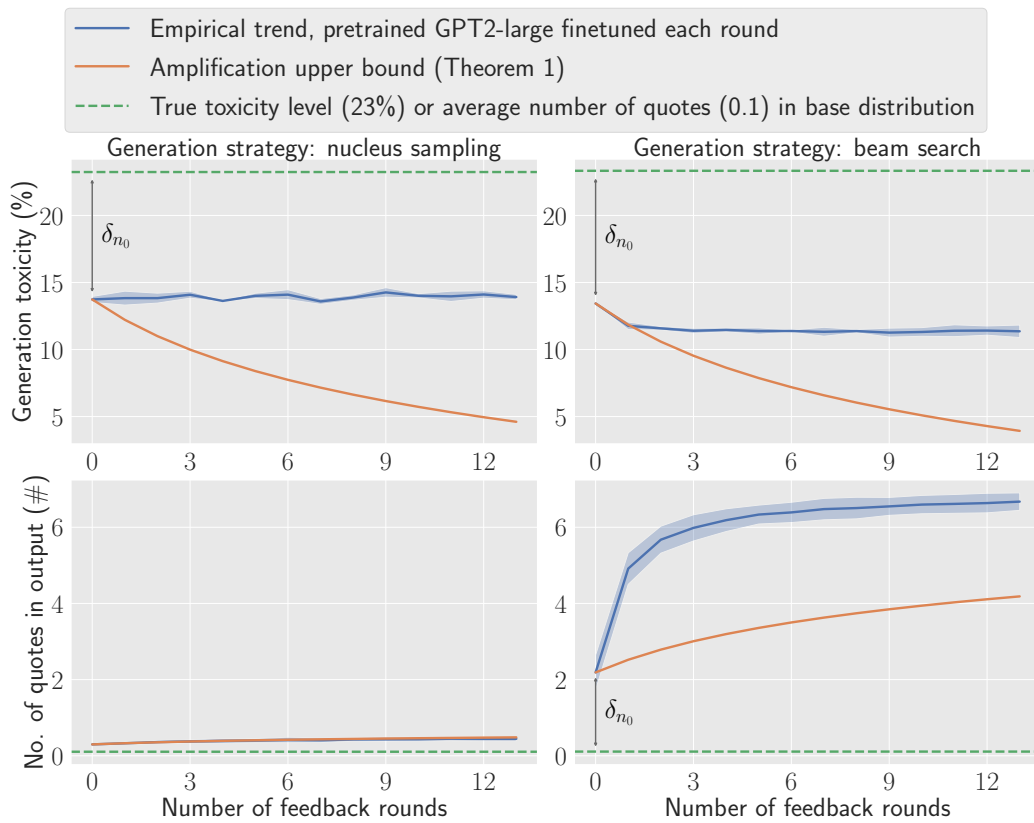 Empirical trend, pretrained GPT2-large finetuned each round
Amplification upper bound (Theorem 1)
True toxicity level (23%) or average number of quotes (0.1) in base distribution
Generation strategy: nucleus sampling
Generation toxicity (%)
20
15
10
5
δn₀
0 3 6 9 12
Generation strategy: beam search
20
15
10
5
δn₀
0 3 6 9 12
No. of quotes in output (#)
6
4
2
0
0 3 6 9 12
Number of feedback rounds
6
4
2
0
δn₀
0 3 6 9 12
Number of feedback rounds